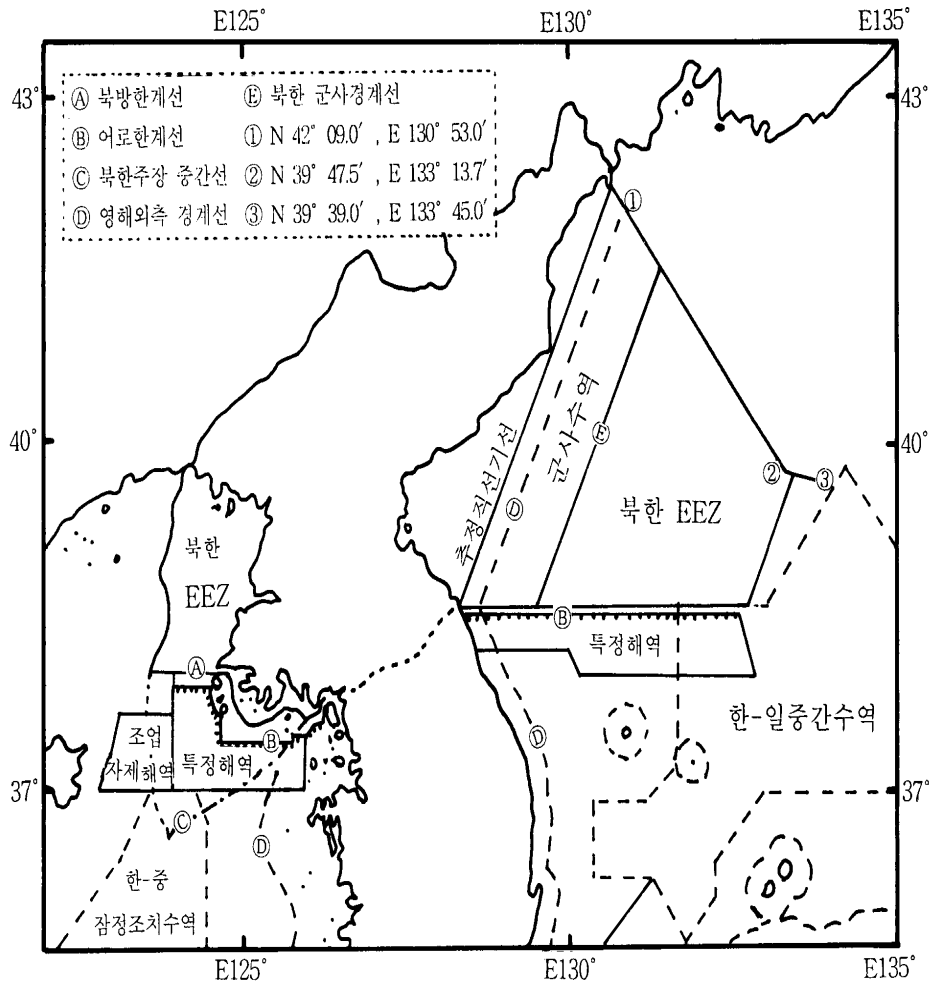 E125° E130° E135°
43° 43°
Ⓐ 북방한계선 Ⓔ 북한 군사경계선
Ⓑ 어로한계선 ① N 42° 09.0′ , E 130° 53.0′
Ⓒ 북한주장 중간선 ② N 39° 47.5′ , E 133° 13.7′
Ⓓ 영해외측 경계선 ③ N 39° 39.0′ , E 133° 45.0′
①
추정직선기선
군사수역
Ⓔ
40° 40°
② ③
Ⓓ
북한 EEZ
북한
EEZ
Ⓑ
특정해역
Ⓐ
한-일중간수역
Ⓓ
Ⓑ
조업
자제해역
특정해역
37° 37°
Ⓒ
Ⓓ
한-중
잠정조치수역
E125° E130° E135°